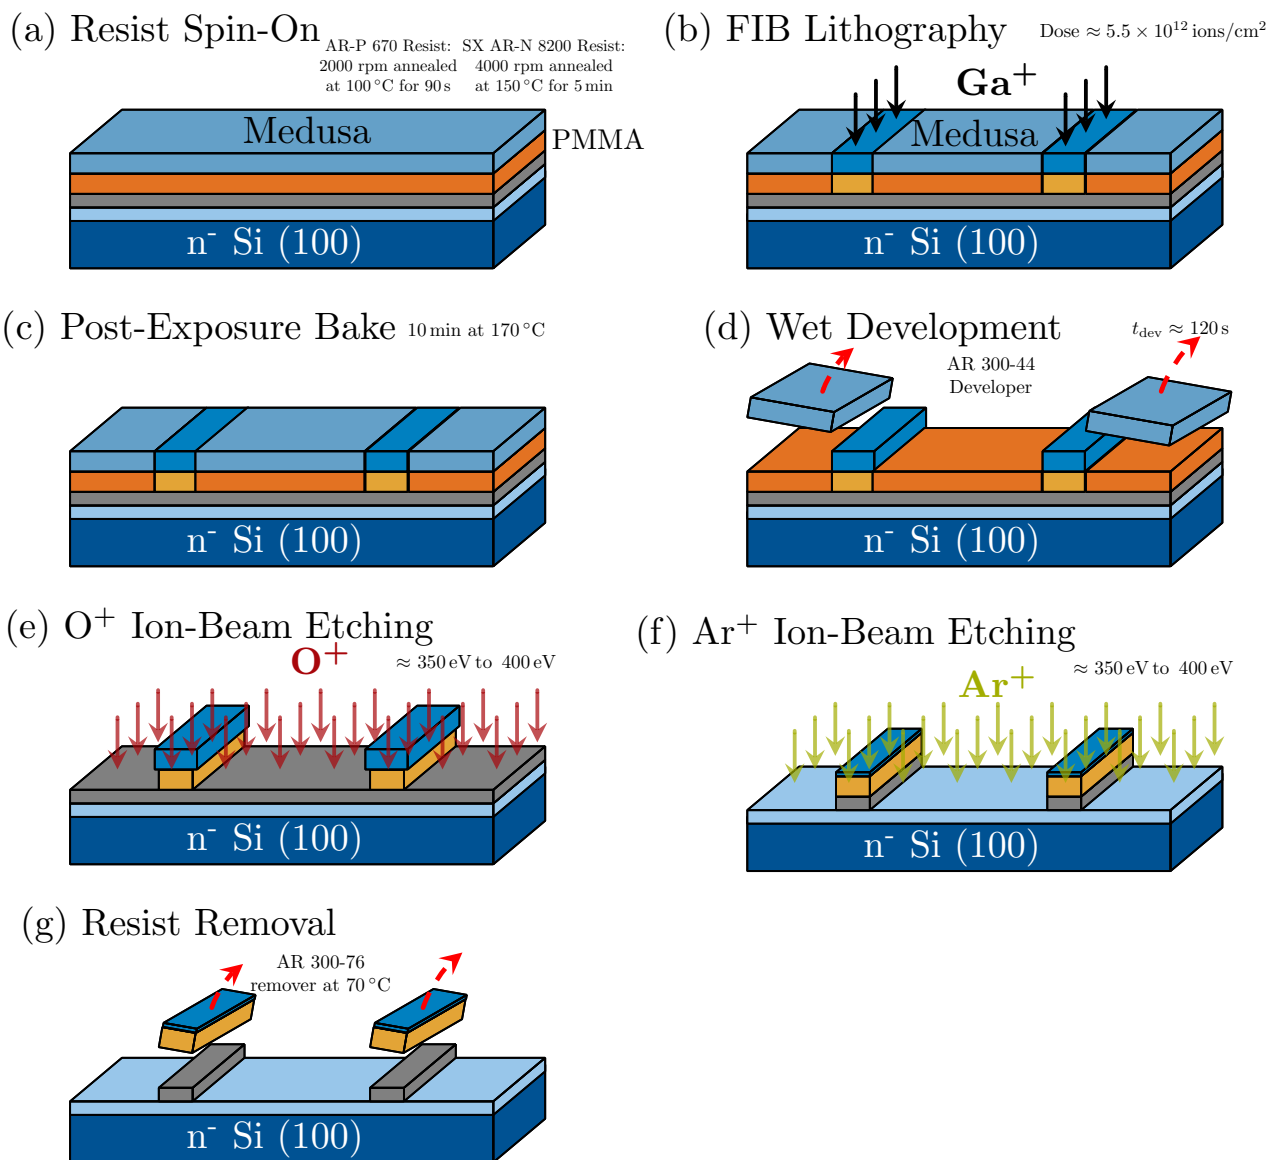 (a) Resist Spin-On
AR-P 670 Resist:
2000 rpm annealed
at 100 °C for 90 s
SX AR-N 8200 Resist:
4000 rpm annealed
at 150 °C for 5 min
Medusa
PMMA
n⁻ Si (100)
(b) FIB Lithography
Dose ≈ 5.5 × 10¹² ions/cm²
Ga⁺
Medusa
n⁻ Si (100)
(c) Post-Exposure Bake
10 min at 170 °C
n⁻ Si (100)
(d) Wet Development
t_dev ≈ 120 s
AR 300-44
Developer
n⁻ Si (100)
(e) O⁺ Ion-Beam Etching
O⁺
≈ 350 eV to 400 eV
n⁻ Si (100)
(f) Ar⁺ Ion-Beam Etching
Ar⁺
≈ 350 eV to 400 eV
n⁻ Si (100)
(g) Resist Removal
AR 300-76
remover at 70 °C
n⁻ Si (100)